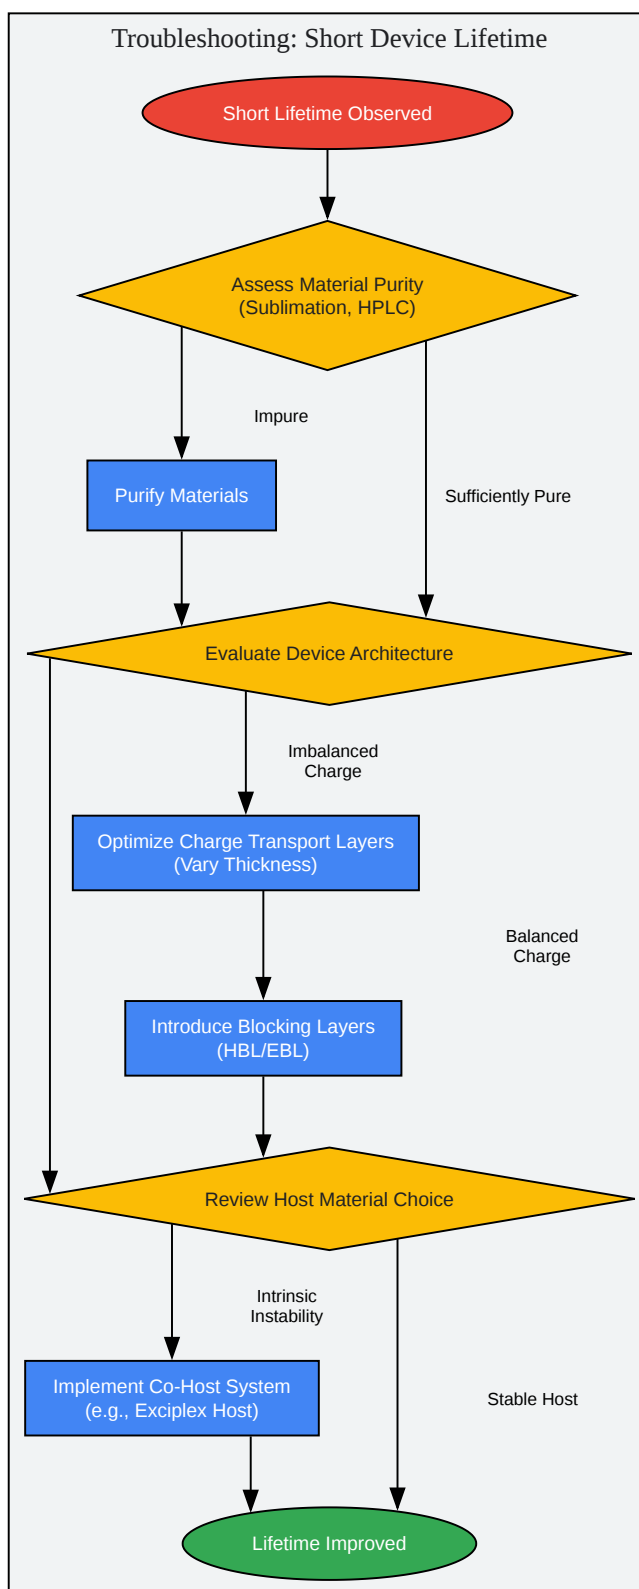 Troubleshooting: Short Device Lifetime
Short Lifetime Observed
Assess Material Purity
(Sublimation, HPLC)
Impure
Purify Materials
Sufficiently Pure
Evaluate Device Architecture
Imbalanced
Charge
Optimize Charge Transport Layers
(Vary Thickness)
Balanced
Charge
Introduce Blocking Layers
(HBL/EBL)
Review Host Material Choice
Intrinsic
Instability
Implement Co-Host System
(e.g., Exciplex Host)
Stable Host
Lifetime Improved